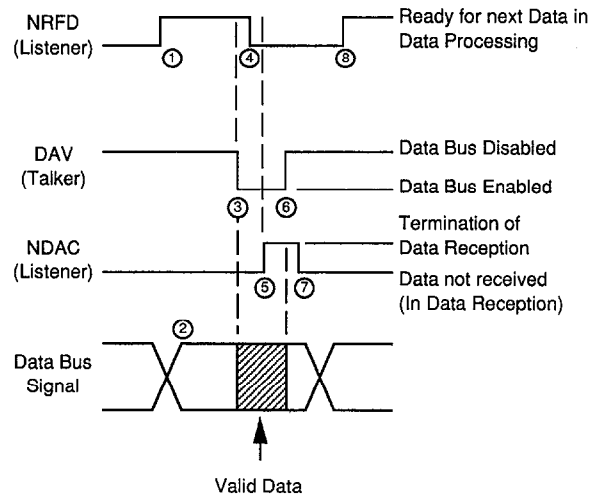 NRFD
(Listener)
Ready for next Data in
Data Processing
1
4
8
DAV
(Talker)
Data Bus Disabled
Data Bus Enabled
3
6
NDAC
(Listener)
Termination of
Data Reception
Data not received
(In Data Reception)
5
7
2
Data Bus
Signal
Valid Data